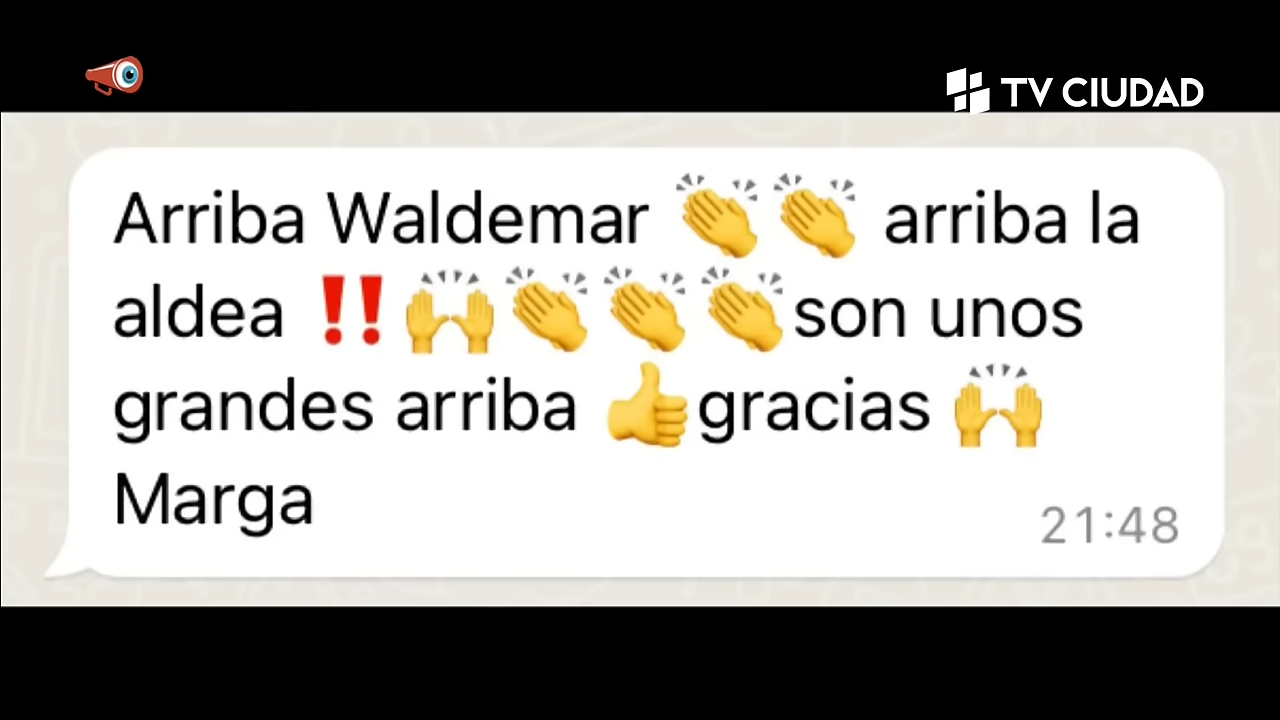 TV CIUDAD
Arriba Waldemar 👏👏 arriba la
aldea ‼️🙌👏👏👏son unos
grandes arriba 👍gracias 🙌
Marga
21:48